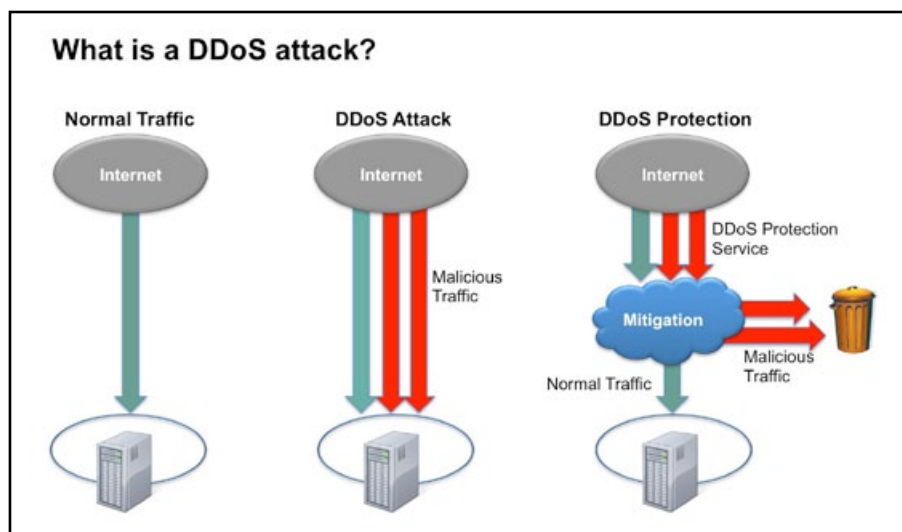 What is a DDoS attack?
Normal Traffic
Internet
DDoS Attack
Internet
Malicious
Traffic
DDoS Protection
Internet
DDoS Protection
Service
Mitigation
Malicious
Traffic
Normal Traffic